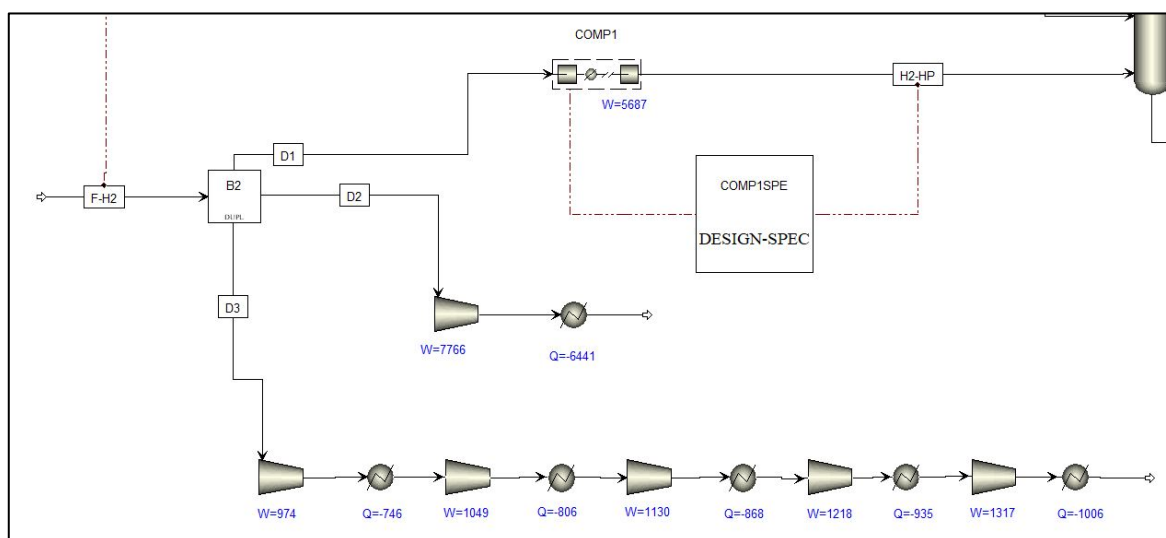 COMP1
W=5687
H2-HP
D1
F-H2
B2
DUPL
D2
COMP1SPE
DESIGN-SPEC
D3
W=7766
Q=-6441
W=974
Q=-746
W=1049
Q=-806
W=1130
Q=-868
W=1218
Q=-935
W=1317
Q=-1006